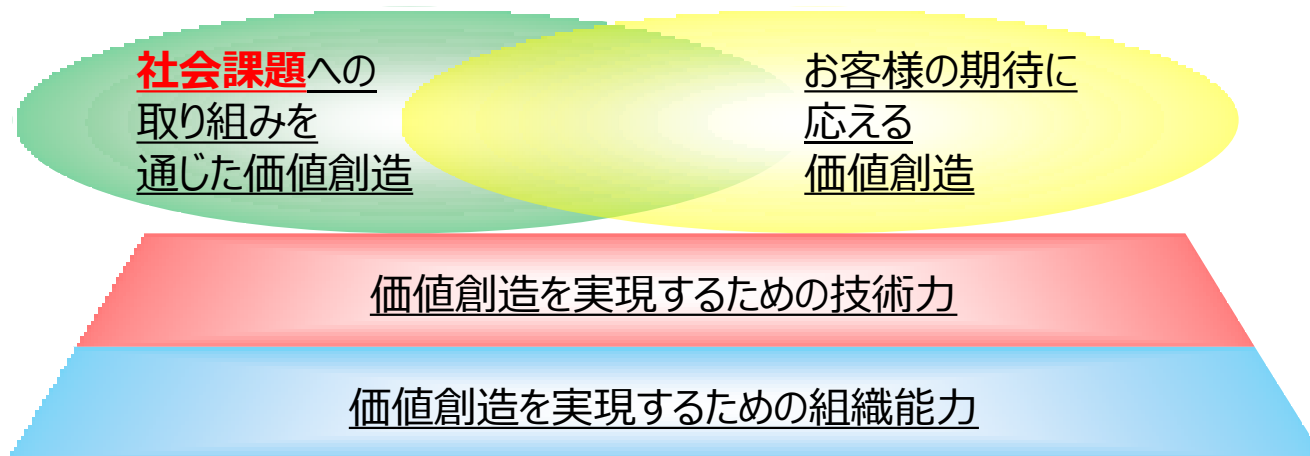 社会課題への
取り組みを
通じた価値創造
お客様の期待に
応える
価値創造
価値創造を実現するための技術力
価値創造を実現するための組織能力